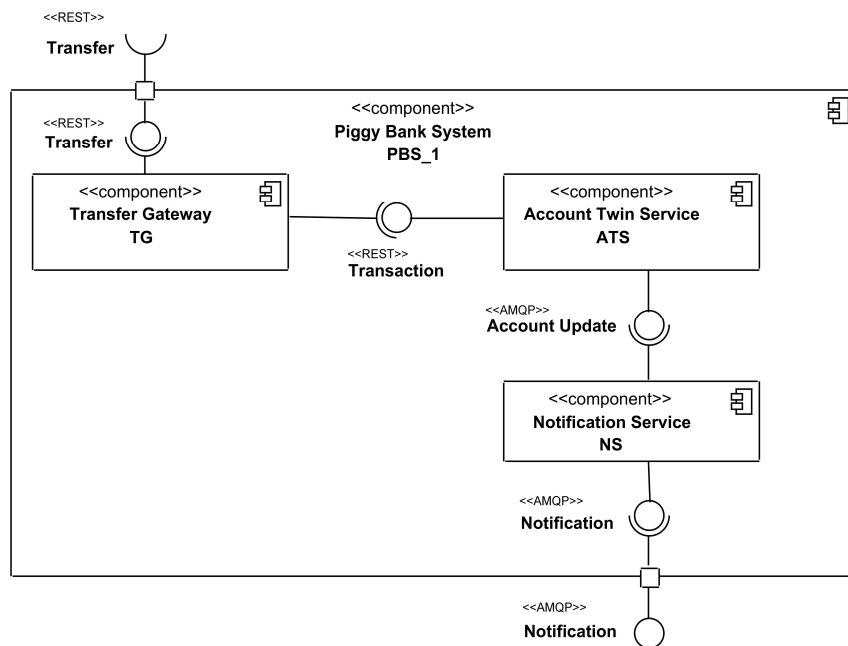 <<REST>>
Transfer
<<REST>>
Transfer
<<component>>
Piggy Bank System
PBS_1
<<component>>
Transfer Gateway
TG
<<REST>>
Transaction
<<component>>
Account Twin Service
ATS
<<AMQP>>
Account Update
<<component>>
Notification Service
NS
<<AMQP>>
Notification
<<AMQP>>
Notification